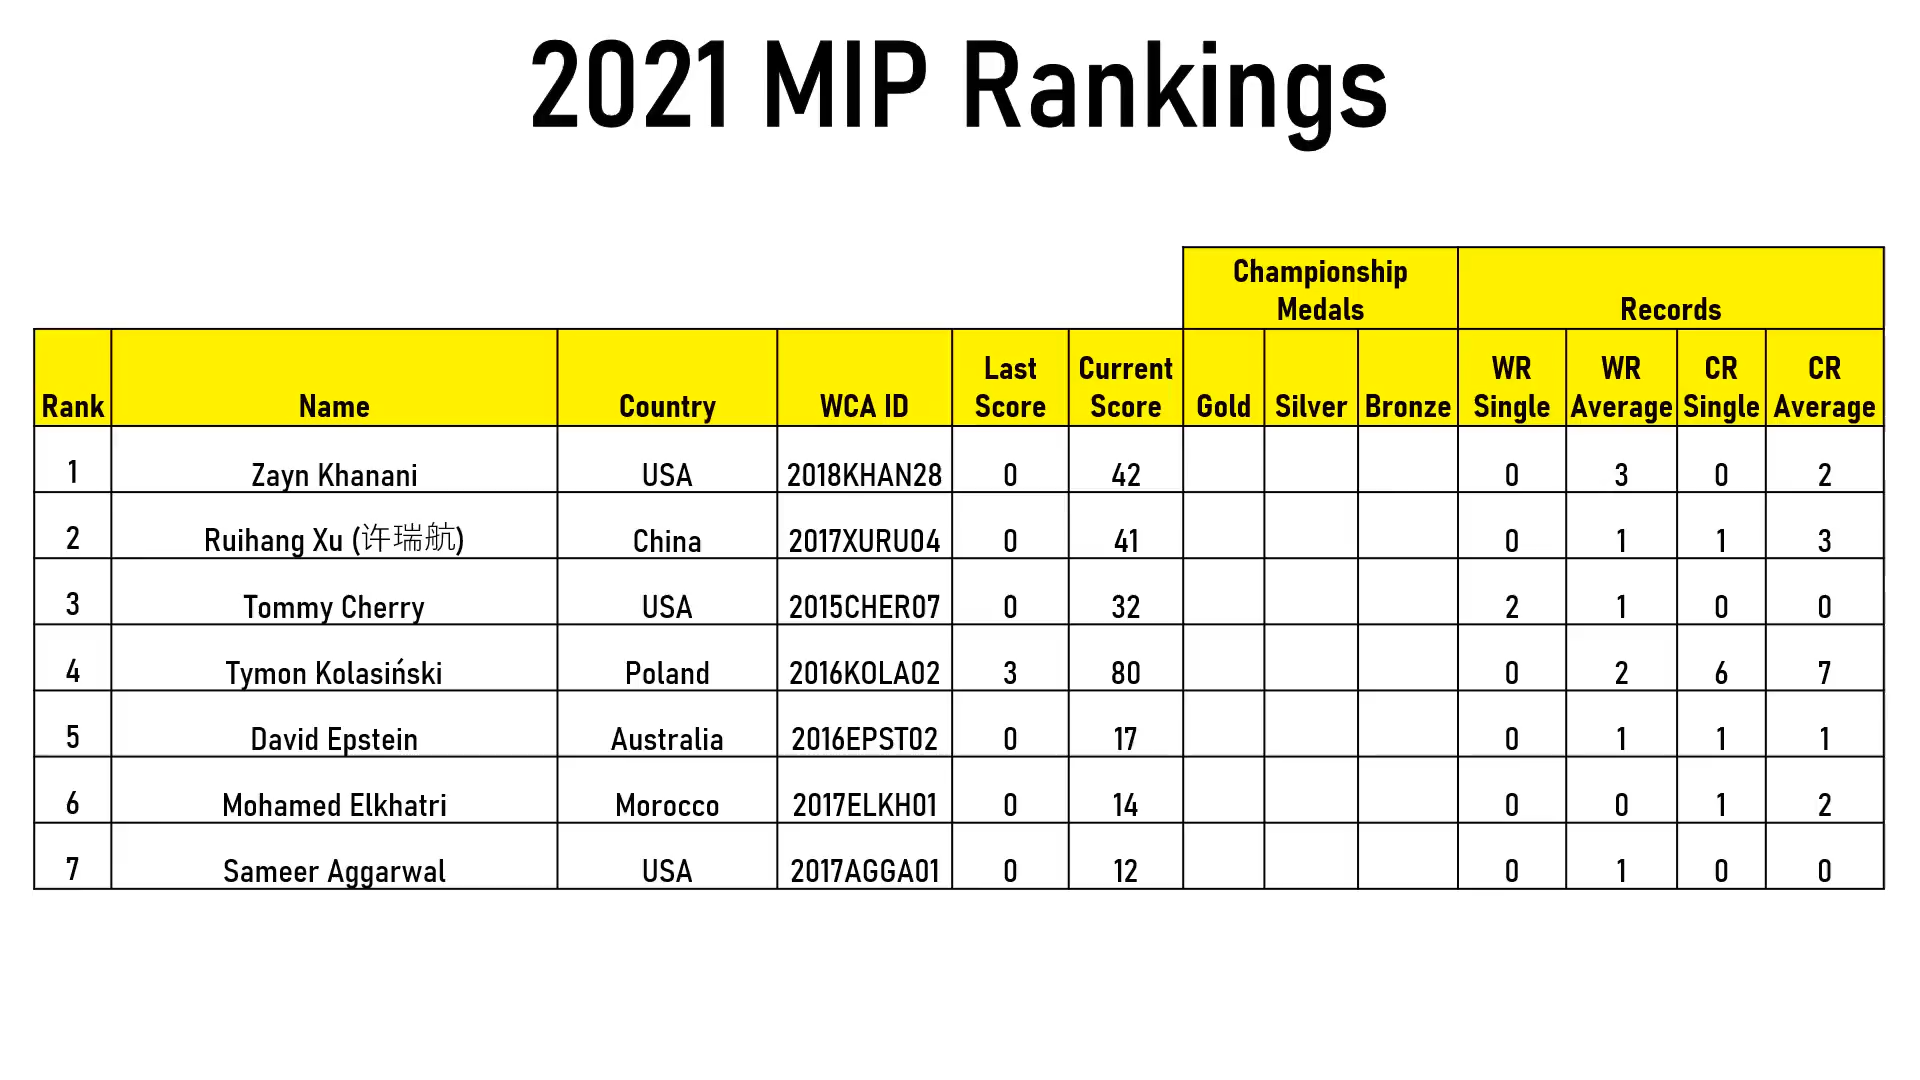 2021 MIP Rankings
Championship
Medals
Records
Rank Name Country WCA ID Last Score Current Score Gold Silver Bronze WR Single WR Average CR Single CR Average
1 Zayn Khanani USA 2018KHAN28 0 42 0 3 0 2
2 Ruihang Xu (许瑞航) China 2017XURU04 0 41 0 1 1 3
3 Tommy Cherry USA 2015CHER07 0 32 2 1 0 0
4 Tymon Kolasiński Poland 2016KOLA02 3 80 0 2 6 7
5 David Epstein Australia 2016EPST02 0 17 0 1 1 1
6 Mohamed Elkhatri Morocco 2017ELKH01 0 14 0 0 1 2
7 Sameer Aggarwal USA 2017AGGA01 0 12 0 1 0 0